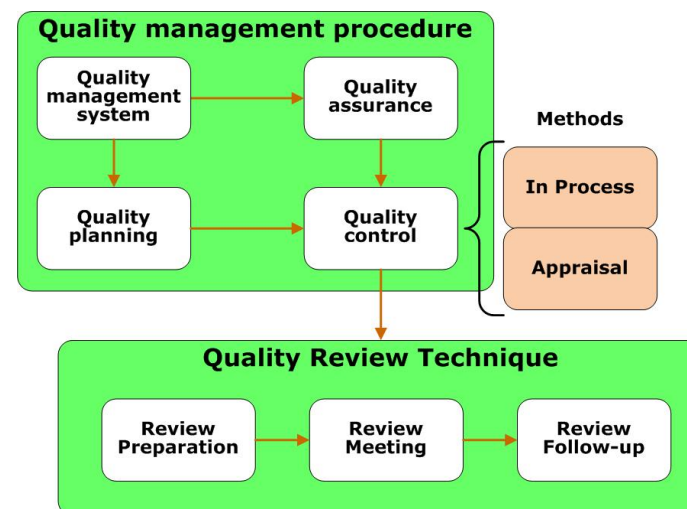 Quality management procedure
Quality
management
system
Quality
assurance
Methods
In Process
Quality
planning
Quality
control
Appraisal
Quality Review Technique
Review
Preparation
Review
Meeting
Review
Follow-up